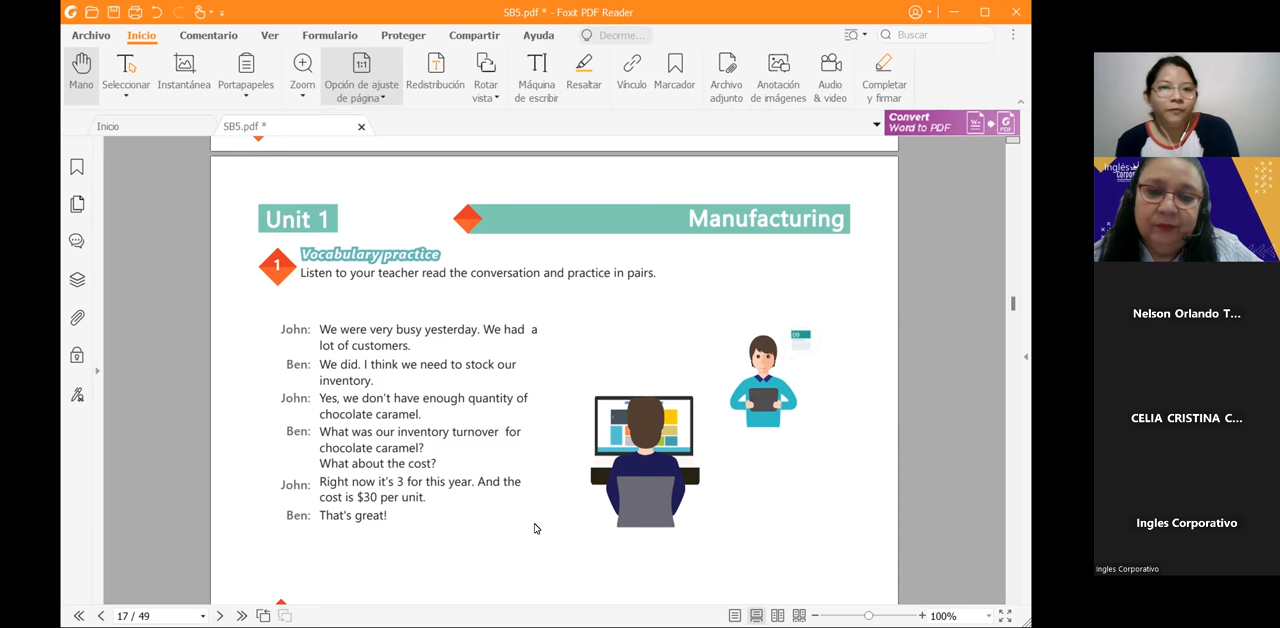 SB5.pdf * - Foxit PDF Reader
Archivo Inicio Comentario Ver Formulario Proteger Compartir Ayuda Decirme... Buscar
Mano Seleccionar Instantánea Portapapeles Zoom Opción de ajuste de página Redistribución Rotar vista Máquina de escribir Resaltar Vínculo Marcador Archivo adjunto Anotación de imágenes Audio & video Completar y firmar
Inicio SB5.pdf *
Convert
Word to PDF
PDF
Unit 1 Manufacturing
1 Vocabulary practice
Listen to your teacher read the conversation and practice in pairs.
John: We were very busy yesterday. We had a
lot of customers.
Ben: We did. I think we need to stock our
inventory.
John: Yes, we don't have enough quantity of
chocolate caramel.
Ben: What was our inventory turnover for
chocolate caramel?
What about the cost?
John: Right now it's 3 for this year. And the
cost is $30 per unit.
Ben: That's great!
17 / 49 100%
Inglés
Nelson Orlando T...
CELIA CRISTINA C...
Ingles Corporativo
Ingles Corporativo